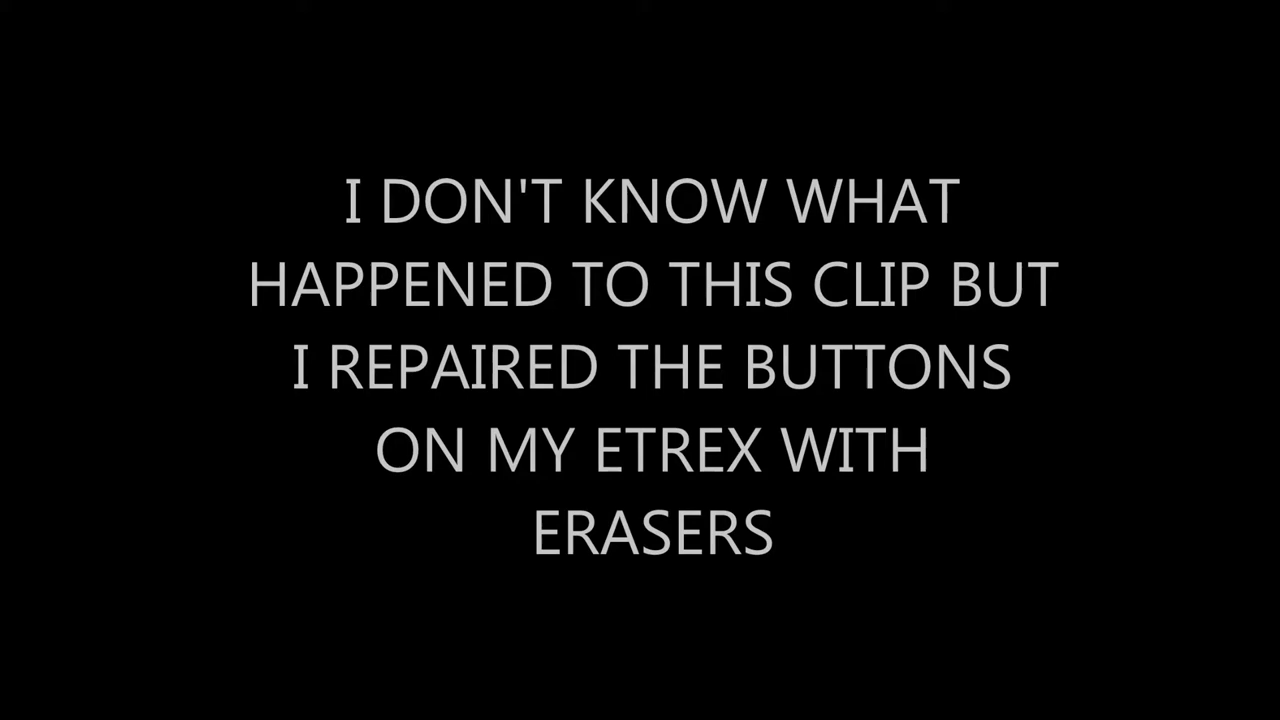 I DON'T KNOW WHAT
HAPPENED TO THIS CLIP BUT
I REPAIRED THE BUTTONS
ON MY ETREX WITH
ERASERS